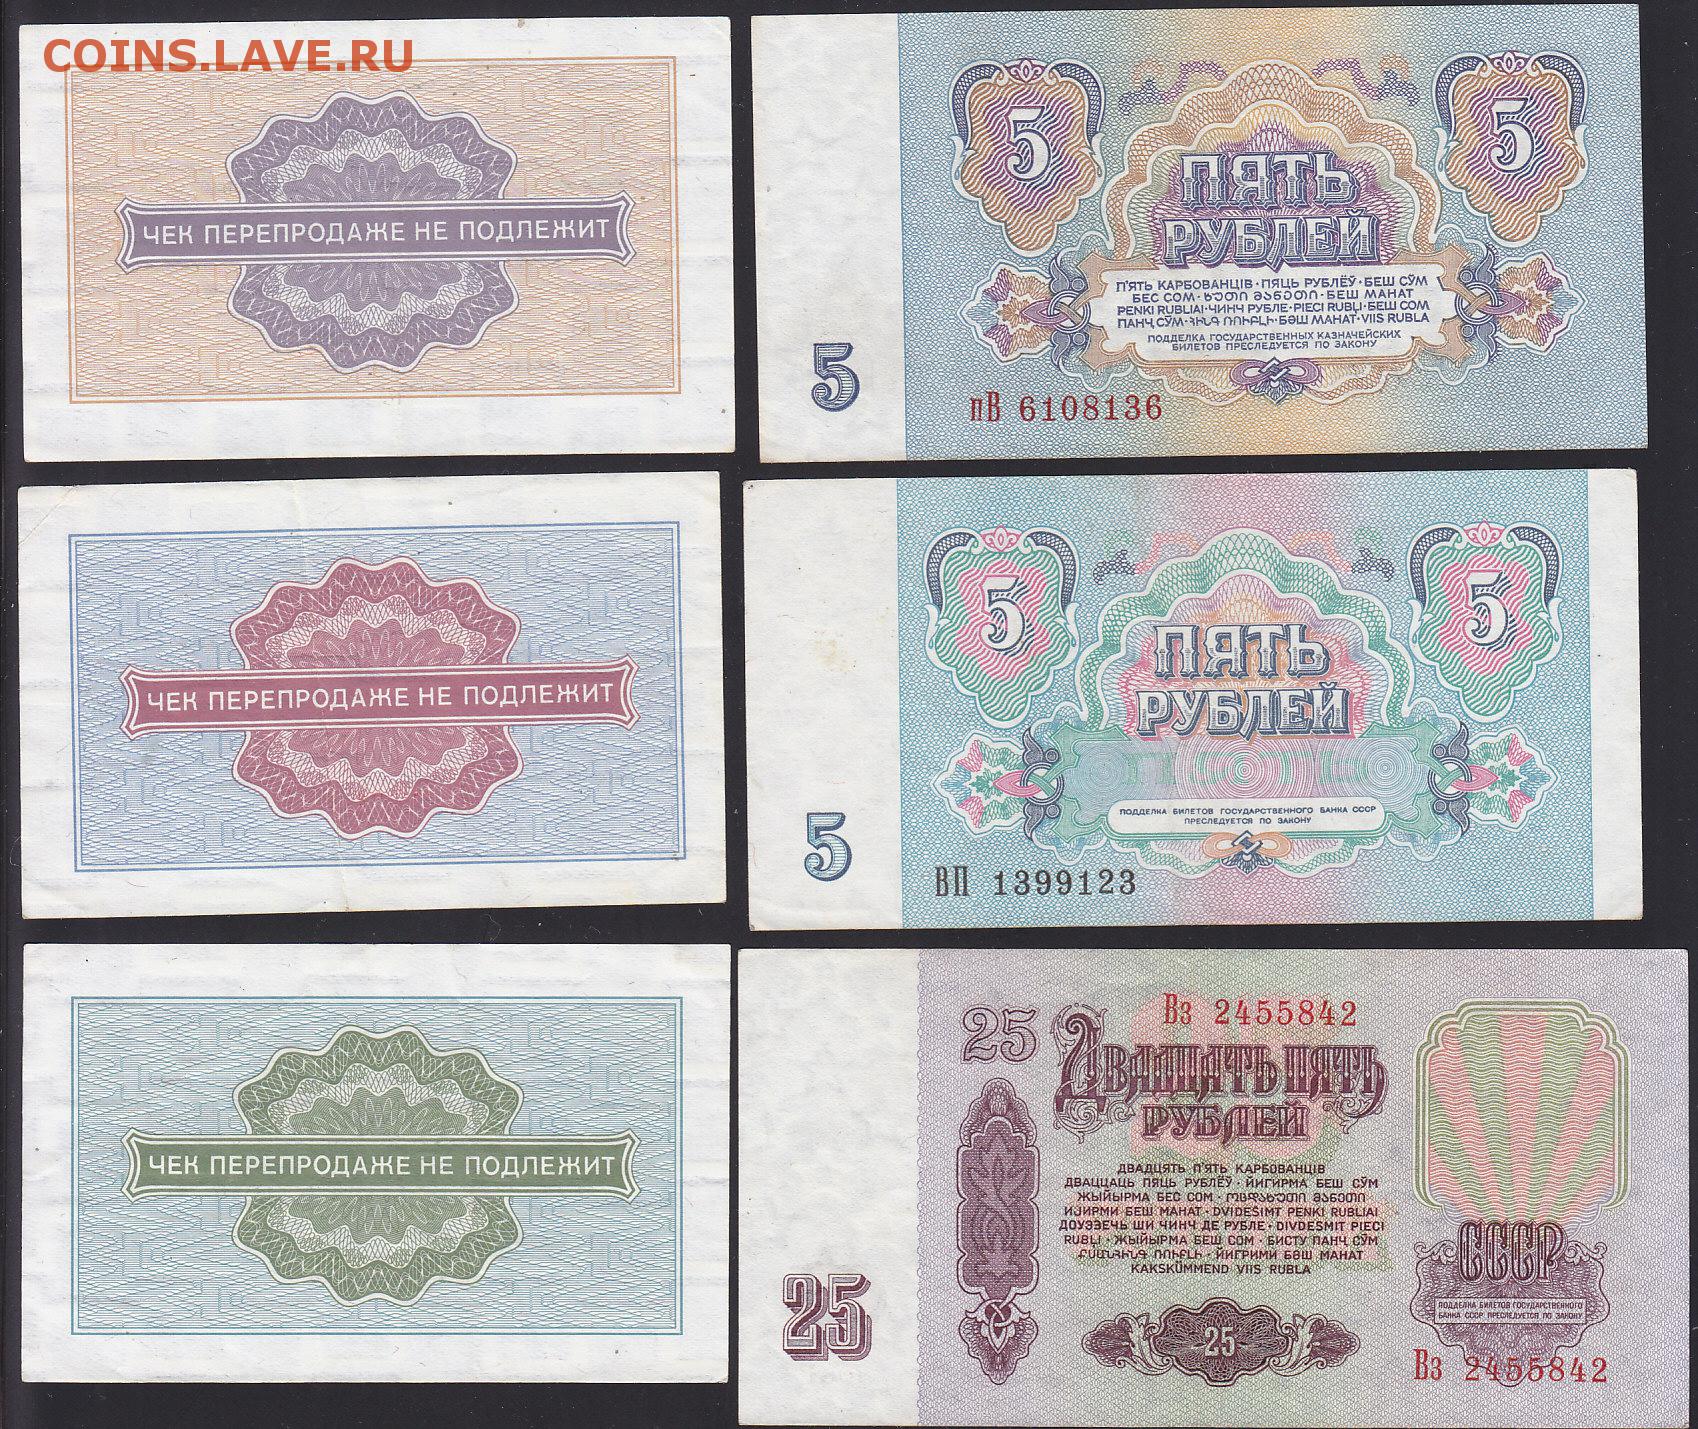 COINS.LAVE.RU
ЧЕК ПЕРЕПРОДАЖЕ НЕ ПОДЛЕЖИТ
5 5
ПЯТЬ
РУБЛЕЙ
П'ЯТЬ КАРБОВАНЦІВ · ПЯЦЬ РУБЛЁЎ · БЕШ СЎМ
БЕС СОМ · ხუთი მანეთი · БЕШ МАНАТ
PENKI RUBLIAI · ЧИНЧ РУБЛЕ · PIECI RUBĻI · БЕШ СОМ
ПАНҶ СЎМ · ՀԻՆԳ ՌՈՒԲԼԻ · БӘШ МАНАТ · VIIS RUBLA
ПОДДЕЛКА ГОСУДАРСТВЕННЫХ КАЗНАЧЕЙСКИХ
БИЛЕТОВ ПРЕСЛЕДУЕТСЯ ПО ЗАКОНУ
5
пВ 6108136
ЧЕК ПЕРЕПРОДАЖЕ НЕ ПОДЛЕЖИТ
5 5
ПЯТЬ
РУБЛЕЙ
ПОДДЕЛКА БИЛЕТОВ ГОСУДАРСТВЕННОГО БАНКА СССР
ПРЕСЛЕДУЕТСЯ ПО ЗАКОНУ
5
ВП 1399123
ЧЕК ПЕРЕПРОДАЖЕ НЕ ПОДЛЕЖИТ
Вз 2455842
25
ДВАДЦАТЬ ПЯТЬ
РУБЛЕЙ
ДВАДЦЯТЬ П'ЯТЬ КАРБОВАНЦІВ
ДВАЦЦАЦЬ ПЯЦЬ РУБЛЁЎ · ЙИГИРМА БЕШ СЎМ
ЖЫЙЫРМА БЕС СОМ · ოცდახუთი მანეთი
ИЈИРМИ БЕШ МАНАТ · DVIDEŠIMT PENKI RUBLIAI
ДОУЭЗЕЧЬ ШИ ЧИНЧ ДЕ РУБЛЕ · DIVDESMIT PIECI
RUBĻI · ЖЫЙЫРМА БЕШ СОМ · БИСТУ ПАНҶ СЎМ
ՔՍԱՆՀԻՆԳ ՌՈՒԲԼԻ · ЙИГРИМИ БӘШ МАНАТ
KAKSKÜMMEND VIIS RUBLA
СССР
ПОДДЕЛКА БИЛЕТОВ ГОСУДАРСТВЕННОГО
БАНКА СССР ПРЕСЛЕДУЕТСЯ ПО ЗАКОНУ
25
25
Вз 2455842